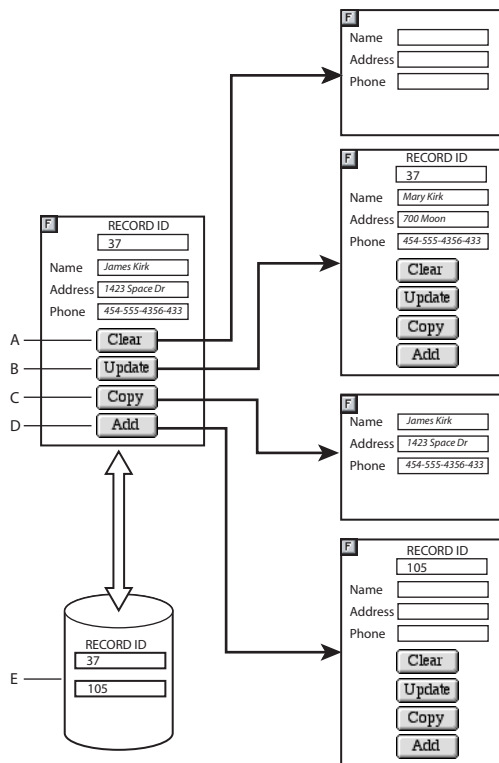 F
Name
Address
Phone
F
RECORD ID
37
Name Mary Kirk
Address 700 Moon
Phone 454-555-4356-433
Clear
Update
Copy
Add
F
RECORD ID
37
Name James Kirk
Address 1423 Space Dr
Phone 454-555-4356-433
A Clear
B Update
C Copy
D Add
F
Name James Kirk
Address 1423 Space Dr
Phone 454-555-4356-433
F
RECORD ID
105
Name
Address
Phone
Clear
Update
Copy
Add
RECORD ID
37
E
105